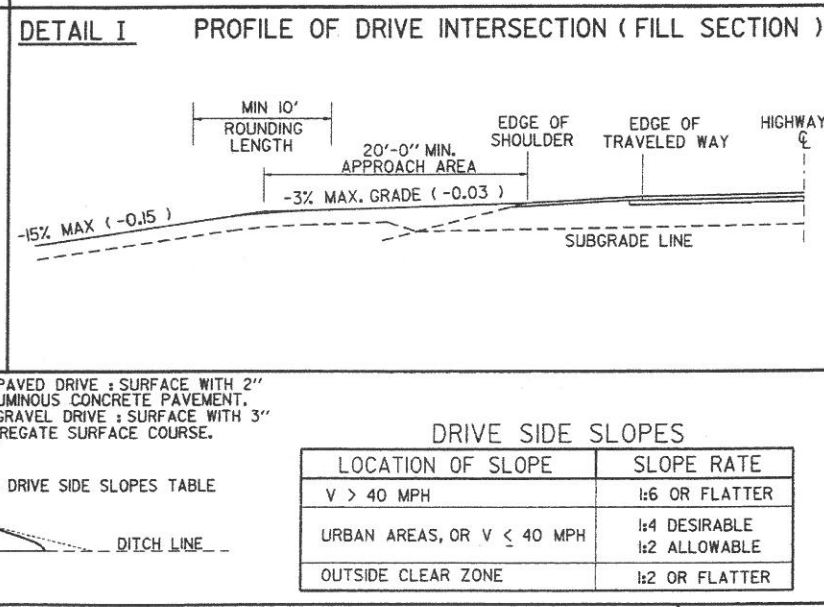 DETAIL I PROFILE OF DRIVE INTERSECTION ( FILL SECTION )
MIN 10'
ROUNDING
LENGTH
20'-0" MIN.
APPROACH AREA
EDGE OF
SHOULDER
EDGE OF
TRAVELED WAY
HIGHWAY
℄
-3% MAX. GRADE ( -0.03 )
-15% MAX ( -0.15 )
SUBGRADE LINE
PAVED DRIVE : SURFACE WITH 2"
UMINOUS CONCRETE PAVEMENT.
GRAVEL DRIVE : SURFACE WITH 3"
REGATE SURFACE COURSE.
DRIVE SIDE SLOPES TABLE
DITCH LINE
DRIVE SIDE SLOPES
LOCATION OF SLOPE SLOPE RATE
V > 40 MPH 1:6 OR FLATTER
URBAN AREAS, OR V ≤ 40 MPH 1:4 DESIRABLE
1:2 ALLOWABLE
OUTSIDE CLEAR ZONE 1:2 OR FLATTER